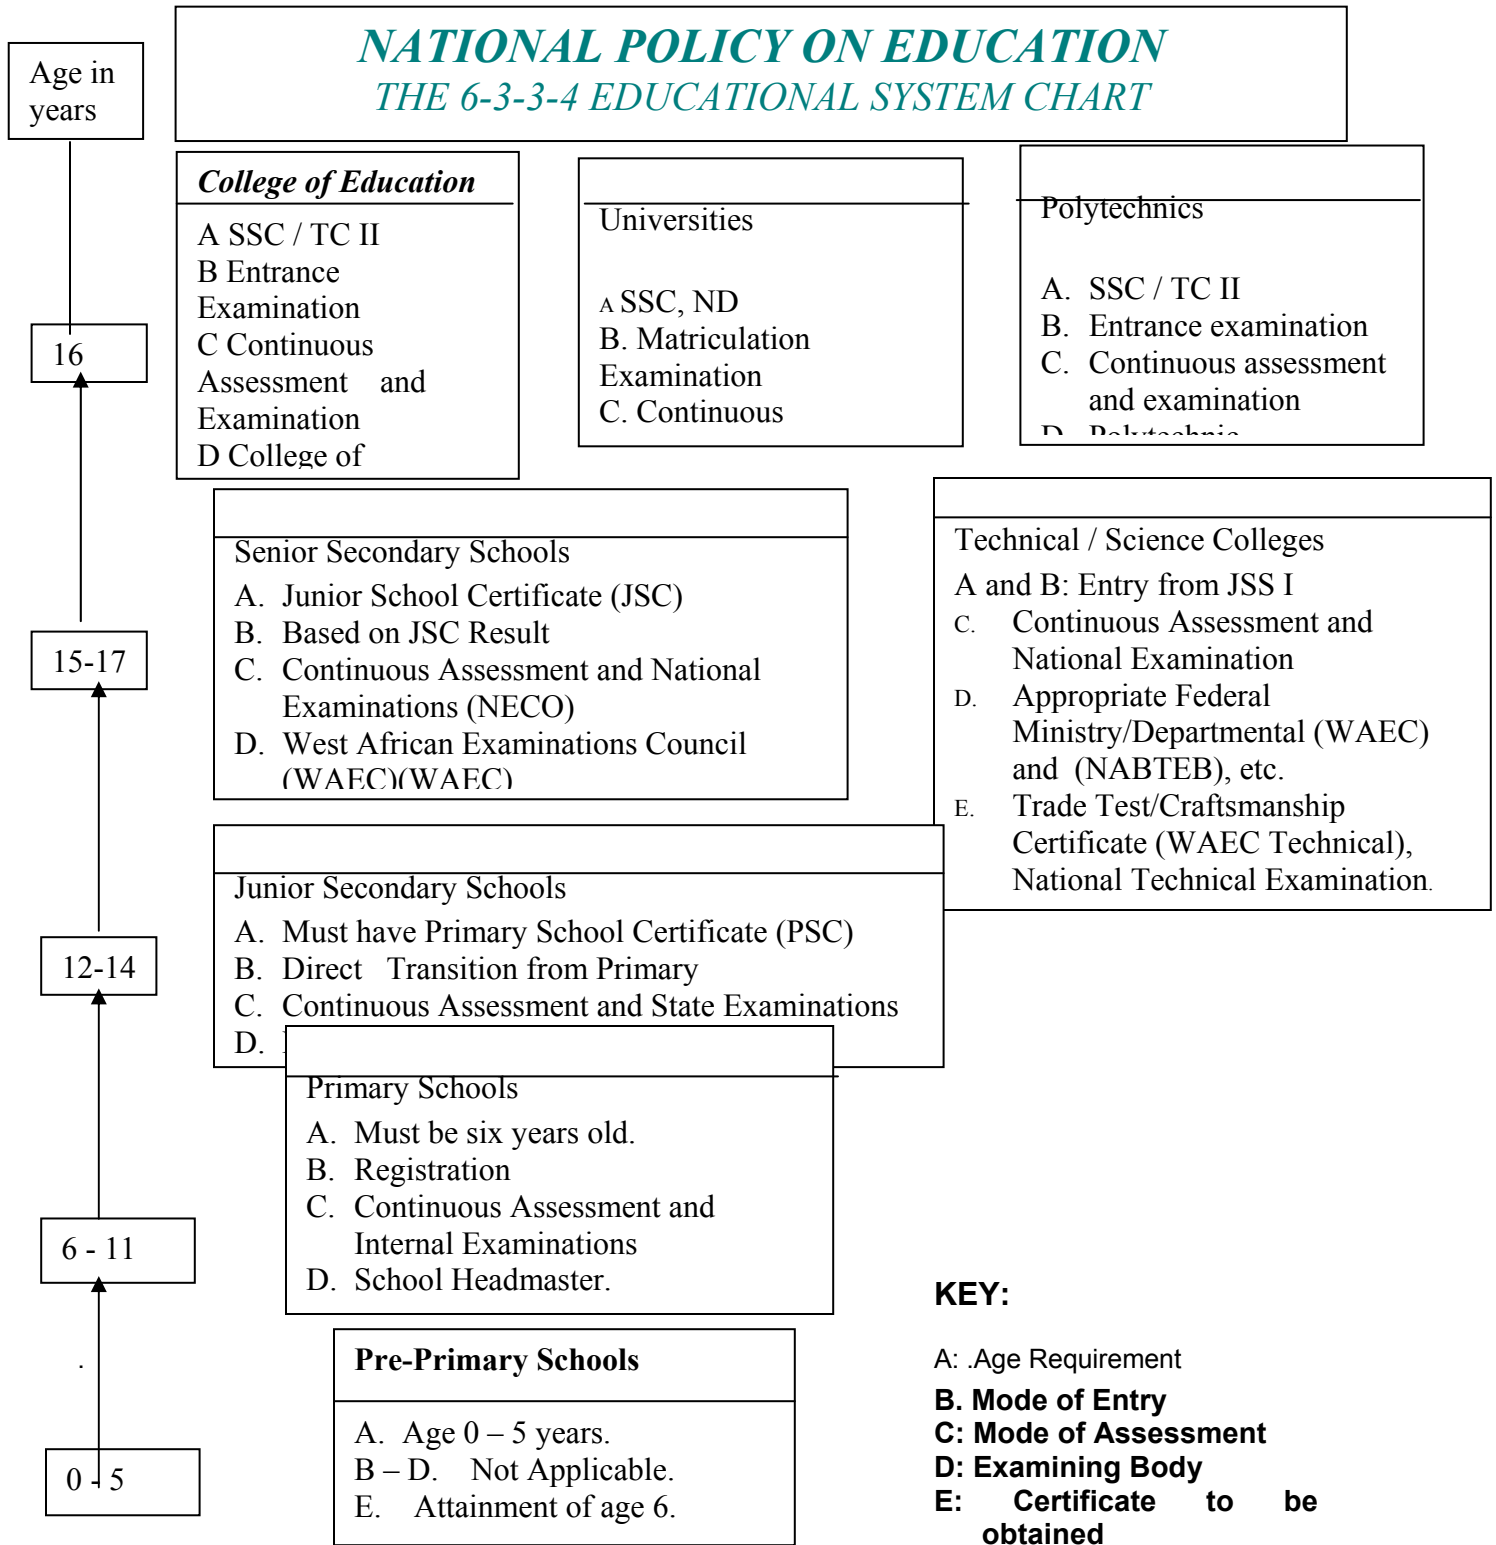 Age in
years
NATIONAL POLICY ON EDUCATION
THE 6-3-3-4 EDUCATIONAL SYSTEM CHART
College of Education
A SSC / TC II
B Entrance
Examination
C Continuous
Assessment and
Examination
D College of
Universities
A SSC, ND
B. Matriculation
Examination
C. Continuous
Polytechnics
A. SSC / TC II
B. Entrance examination
C. Continuous assessment
and examination
D. Polytechnic
16
Senior Secondary Schools
A. Junior School Certificate (JSC)
B. Based on JSC Result
C. Continuous Assessment and National
Examinations (NECO)
D. West African Examinations Council
(WAEC)(WAEC)
15-17
Technical / Science Colleges
A and B: Entry from JSS I
C. Continuous Assessment and
National Examination
D. Appropriate Federal
Ministry/Departmental (WAEC)
and (NABTEB), etc.
E. Trade Test/Craftsmanship
Certificate (WAEC Technical),
National Technical Examination.
Junior Secondary Schools
A. Must have Primary School Certificate (PSC)
B. Direct Transition from Primary
C. Continuous Assessment and State Examinations
D.
12-14
Primary Schools
A. Must be six years old.
B. Registration
C. Continuous Assessment and
Internal Examinations
D. School Headmaster.
6 - 11
Pre-Primary Schools
A. Age 0 – 5 years.
B – D. Not Applicable.
E. Attainment of age 6.
.
0 - 5
KEY:
A: .Age Requirement
B. Mode of Entry
C: Mode of Assessment
D: Examining Body
E: Certificate to be
obtained